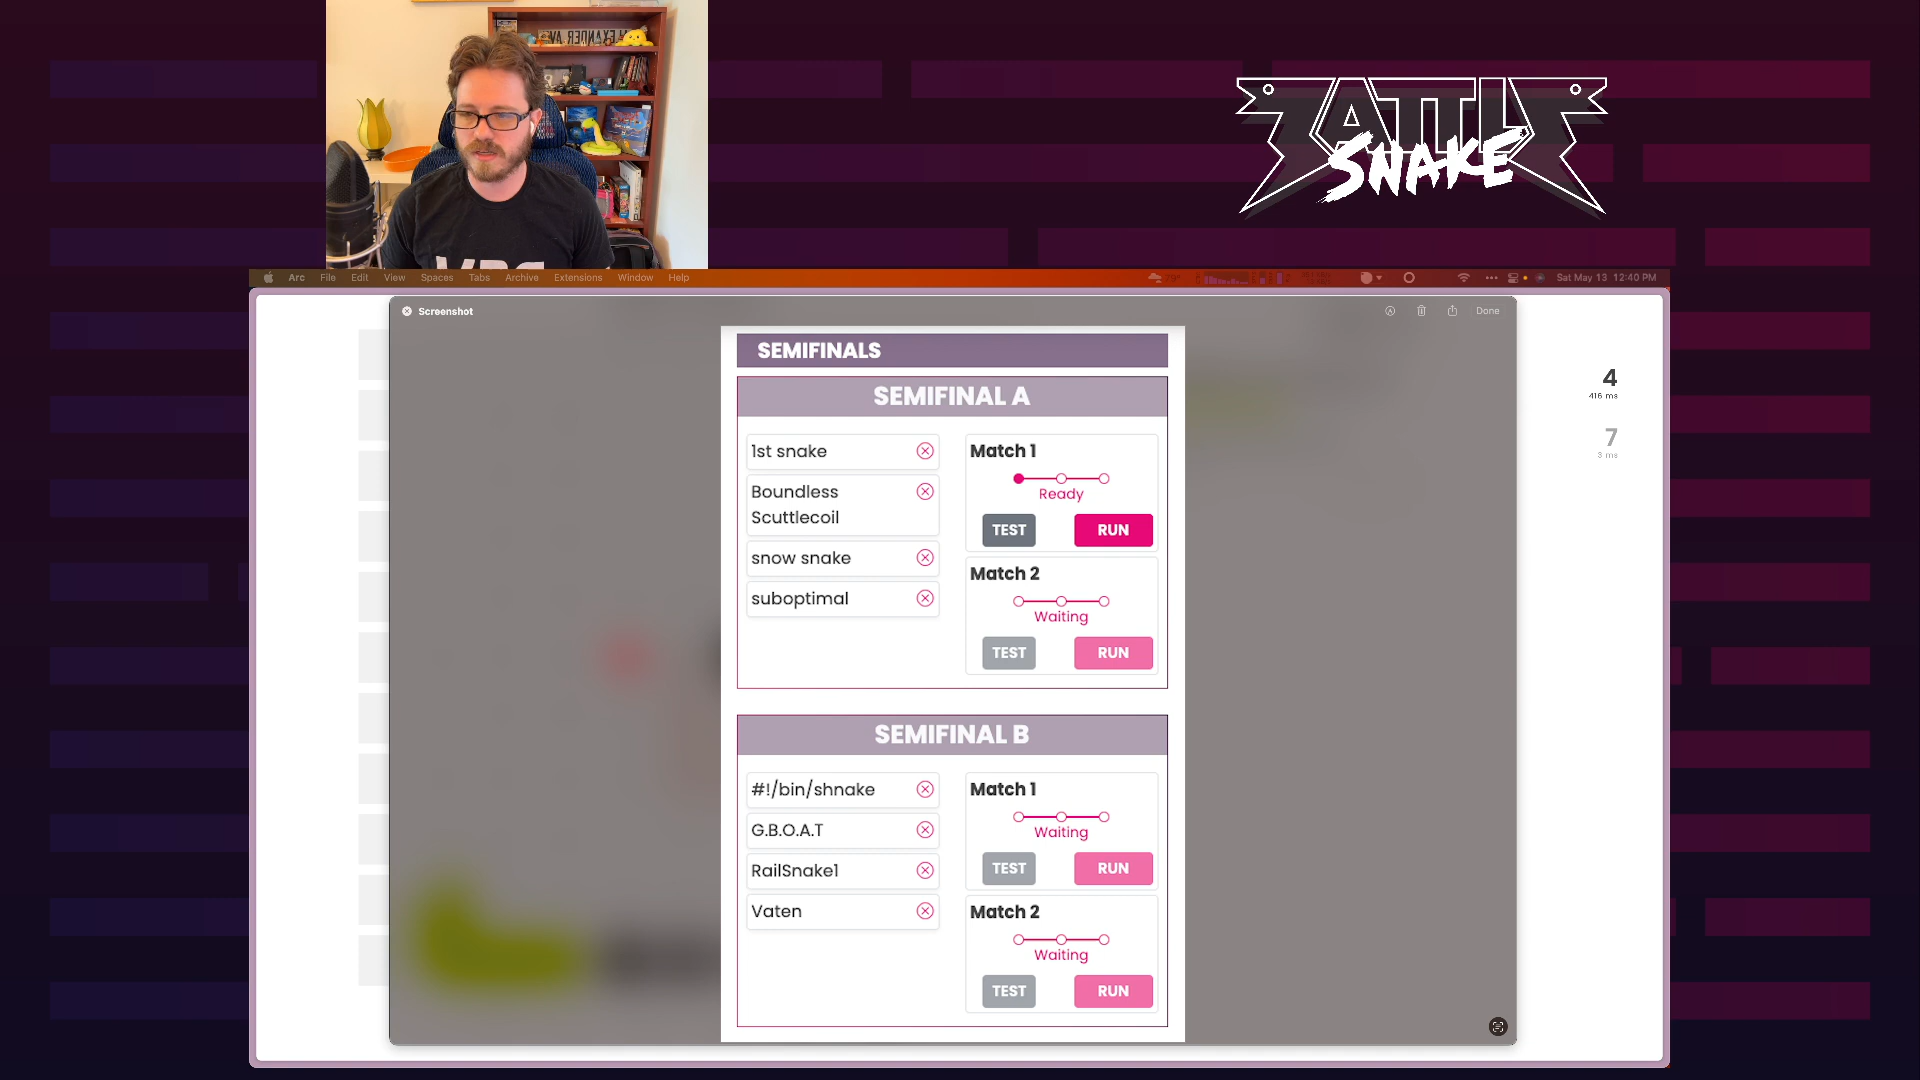 BATTLE
SNAKE
Arc File Edit View Spaces Tabs Archive Extensions Window Help
Sat May 13 12:40 PM
Screenshot
Done
SEMIFINALS
SEMIFINAL A
1st snake
Boundless
Scuttlecoil
snow snake
suboptimal
Match 1
Ready
TEST RUN
Match 2
Waiting
TEST RUN
SEMIFINAL B
#!/bin/shnake
G.B.O.A.T
RailSnake1
Vaten
Match 1
Waiting
TEST RUN
Match 2
Waiting
TEST RUN
4
416 ms
7
3 ms